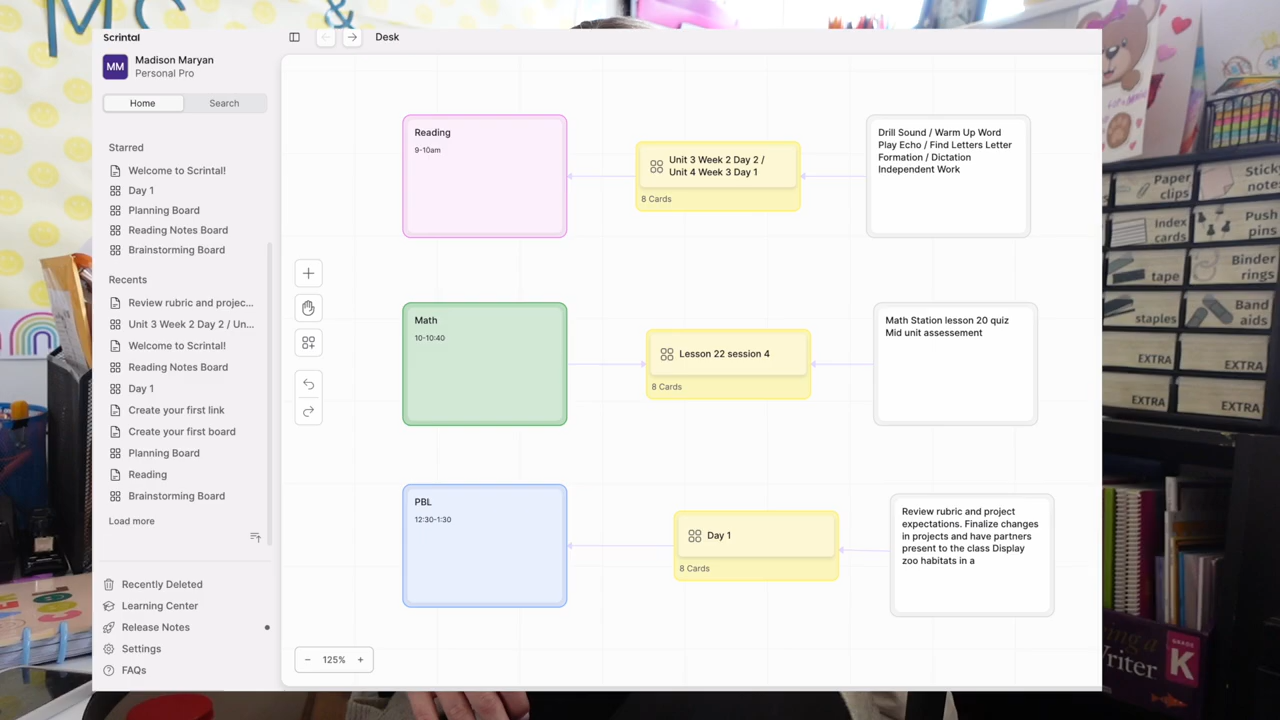 M &
Scrintal
MM
Madison Maryan
Personal Pro
Home
Search
Starred
Welcome to Scrintal!
Day 1
Planning Board
Reading Notes Board
Brainstorming Board
Recents
Review rubric and projec...
Unit 3 Week 2 Day 2 / Un...
Welcome to Scrintal!
Reading Notes Board
Day 1
Create your first link
Create your first board
Planning Board
Reading
Brainstorming Board
Load more
Recently Deleted
Learning Center
Release Notes
Settings
FAQs
Desk
Reading
9-10am
Unit 3 Week 2 Day 2 /
Unit 4 Week 3 Day 1
8 Cards
Drill Sound / Warm Up Word
Play Echo / Find Letters Letter
Formation / Dictation
Independent Work
Math
10-10:40
Lesson 22 session 4
8 Cards
Math Station lesson 20 quiz
Mid unit assessement
PBL
12:30-1:30
Day 1
8 Cards
Review rubric and project
expectations. Finalize changes
in projects and have partners
present to the class Display
zoo habitats in a
− 125% +
Paper
clips
Sticky
notes
Index
cards
Push
pins
tape
Binder
rings
staples
Band
aids
EXTRA
EXTRA
EXTRA
EXTRA
Writer
GRADE
K